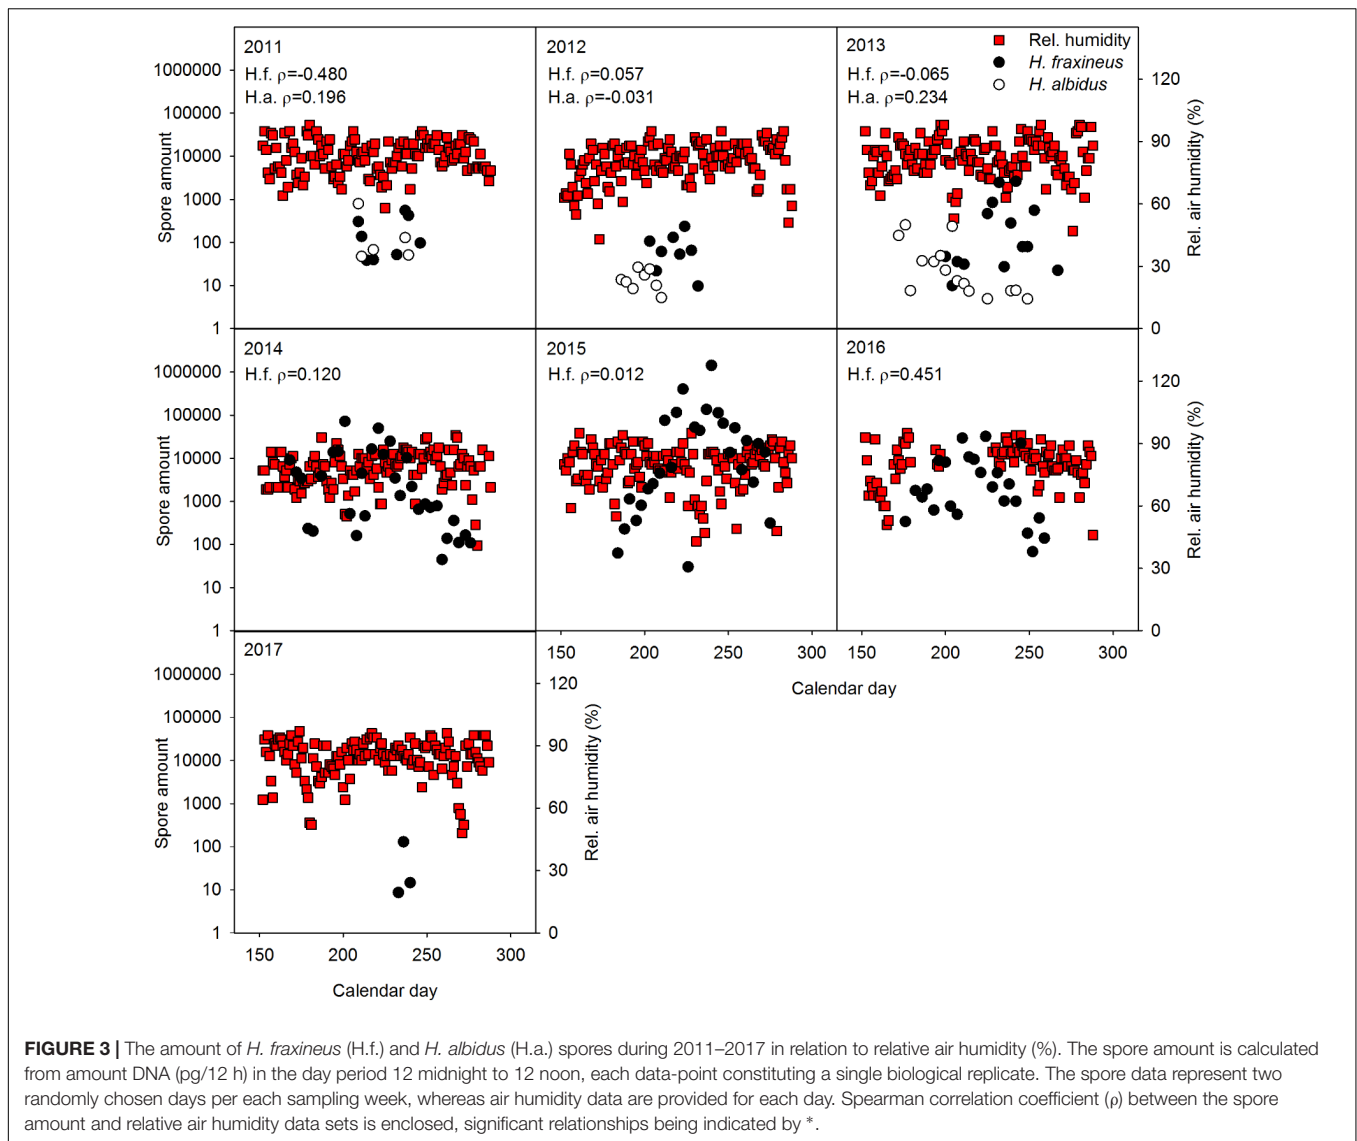 2011
H.f. ρ=-0.480
H.a. ρ=0.196
2012
H.f. ρ=0.057
H.a. ρ=-0.031
2013
H.f. ρ=-0.065
H.a. ρ=0.234
Rel. humidity
H. fraxineus
H. albidus
1000000
100000
10000
1000
100
10
1
Spore amount
120
90
60
30
0
Rel. air humidity (%)
2014
H.f. ρ=0.120
2015
H.f. ρ=0.012
2016
H.f. ρ=0.451
1000000
100000
10000
1000
100
10
1
Spore amount
120
90
60
30
0
Rel. air humidity (%)
150 200 250 300
150 200 250 300
Calendar day
2017
1000000
100000
10000
1000
100
10
1
Spore amount
120
90
60
30
0
Rel. air humidity (%)
150 200 250 300
Calendar day
FIGURE 3 | The amount of H. fraxineus (H.f.) and H. albidus (H.a.) spores during 2011–2017 in relation to relative air humidity (%). The spore amount is calculated
from amount DNA (pg/12 h) in the day period 12 midnight to 12 noon, each data-point constituting a single biological replicate. The spore data represent two
randomly chosen days per each sampling week, whereas air humidity data are provided for each day. Spearman correlation coefficient (ρ) between the spore
amount and relative air humidity data sets is enclosed, significant relationships being indicated by *.